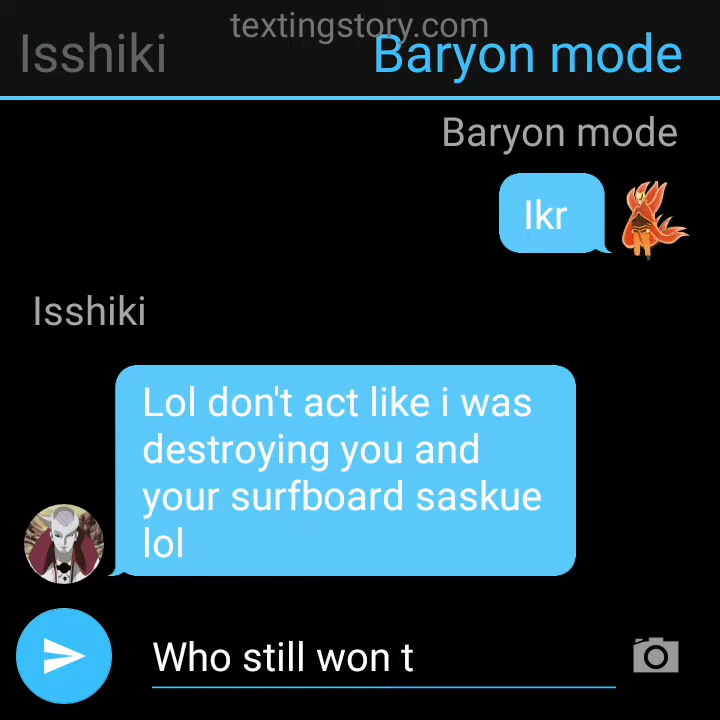 textingstory.com
Isshiki
Baryon mode
Baryon mode
Ikr
Isshiki
Lol don't act like i was
destroying you and
your surfboard saskue
lol
Who still won t